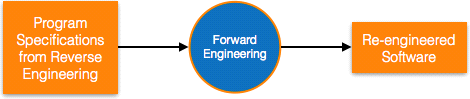 Program
Specifications
from Reverse
Engineering
Forward
Engineering
Re-engineered
Software